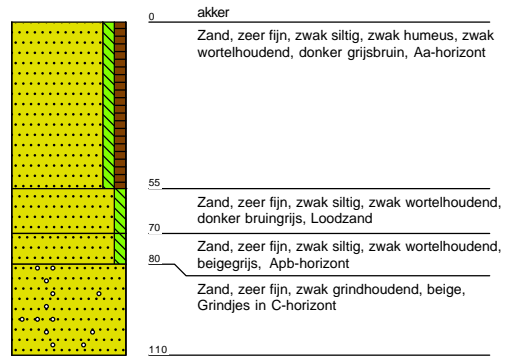 0
akker
Zand, zeer fijn, zwak siltig, zwak humeus, zwak
wortelhoudend, donker grijsbruin, Aa-horizont
55
Zand, zeer fijn, zwak siltig, zwak wortelhoudend,
donker bruingrijs, Loodzand
70
Zand, zeer fijn, zwak siltig, zwak wortelhoudend,
beigegrijs, Apb-horizont
80
Zand, zeer fijn, zwak grindhoudend, beige,
Grindjes in C-horizont
110